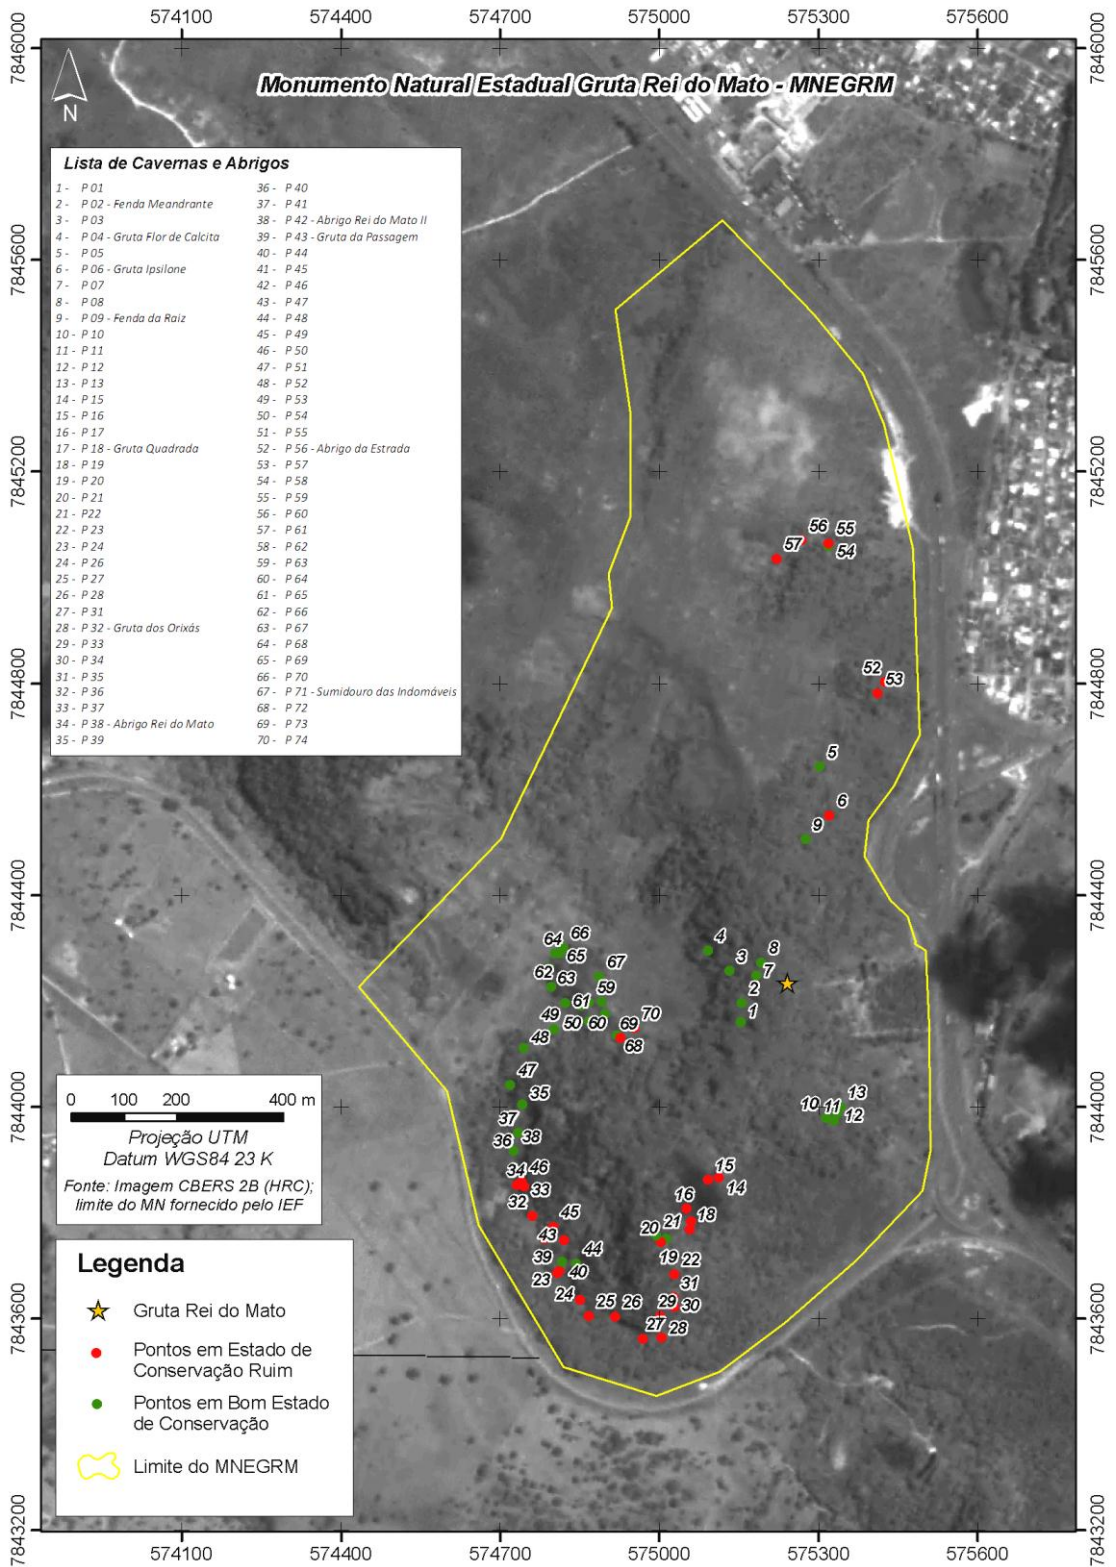 574100 574400 574700 575000 575300 575600
7846000
7845600
7845200
7844800
7844400
7844000
7843600
7843200
7846000
7845600
7845200
7844800
7844400
7844000
7843600
7843200
N
Monumento Natural Estadual Gruta Rei do Mato - MNEGRM
Lista de Cavernas e Abrigos
1 - P 01
2 - P 02 - Fenda Meandrante
3 - P 03
4 - P 04 - Gruta Flor de Calcita
5 - P 05
6 - P 06 - Gruta Ipsilone
7 - P 07
8 - P 08
9 - P 09 - Fenda da Raiz
10 - P 10
11 - P 11
12 - P 12
13 - P 13
14 - P 15
15 - P 16
16 - P 17
17 - P 18 - Gruta Quadrada
18 - P 19
19 - P 20
20 - P 21
21 - P22
22 - P 23
23 - P 24
24 - P 26
25 - P 27
26 - P 28
27 - P 31
28 - P 32 - Gruta dos Orixás
29 - P 33
30 - P 34
31 - P 35
32 - P 36
33 - P 37
34 - P 38 - Abrigo Rei do Mato
35 - P 39
36 - P 40
37 - P 41
38 - P 42 - Abrigo Rei do Mato II
39 - P 43 - Gruta da Passagem
40 - P 44
41 - P 45
42 - P 46
43 - P 47
44 - P 48
45 - P 49
46 - P 50
47 - P 51
48 - P 52
49 - P 53
50 - P 54
51 - P 55
52 - P 56 - Abrigo da Estrada
53 - P 57
54 - P 58
55 - P 59
56 - P 60
57 - P 61
58 - P 62
59 - P 63
60 - P 64
61 - P 65
62 - P 66
63 - P 67
64 - P 68
65 - P 69
66 - P 70
67 - P 71 - Sumidouro das Indomáveis
68 - P 72
69 - P 73
70 - P 74
56 55
57 54
52
53
5
6
9
66
64
65
4
8
3
67
7
62 63
2
59
61
1
49 50 60
70
69
48
68
47
35
13
10 11
12
37
38
36
34 46
33
15
14
32
16
45
18
21
43
20
44
19
39
22
40
23
31
24
25 26
29
30
27
28
0 100 200 400 m
Projeção UTM
Datum WGS84 23 K
Fonte: Imagem CBERS 2B (HRC);
limite do MN fornecido pelo IEF
Legenda
Gruta Rei do Mato
Pontos em Estado de
Conservação Ruim
Pontos em Bom Estado
de Conservação
Limite do MNEGRM
574100 574400 574700 575000 575300 575600